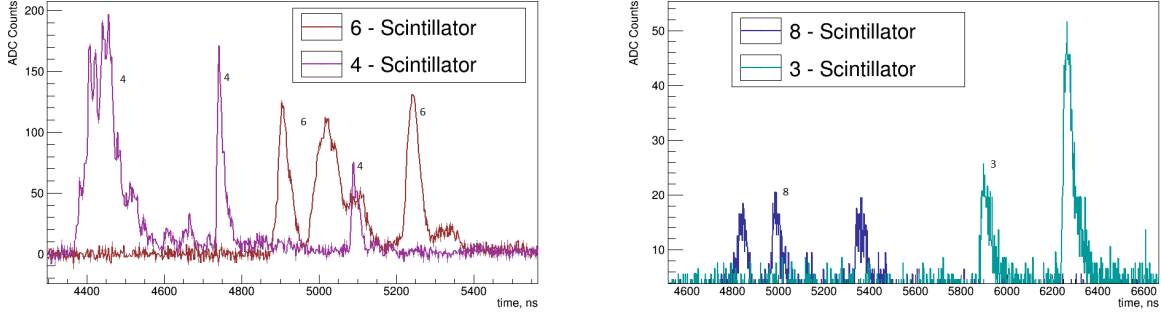 ADC Counts
200
150
100
50
0
4400 4600 4800 5000 5200 5400
time, ns
6 - Scintillator
4 - Scintillator
4
4
6
4
6
ADC Counts
50
40
30
20
10
4600 4800 5000 5200 5400 5600 5800 6000 6200 6400 6600
time, ns
8 - Scintillator
3 - Scintillator
8
3